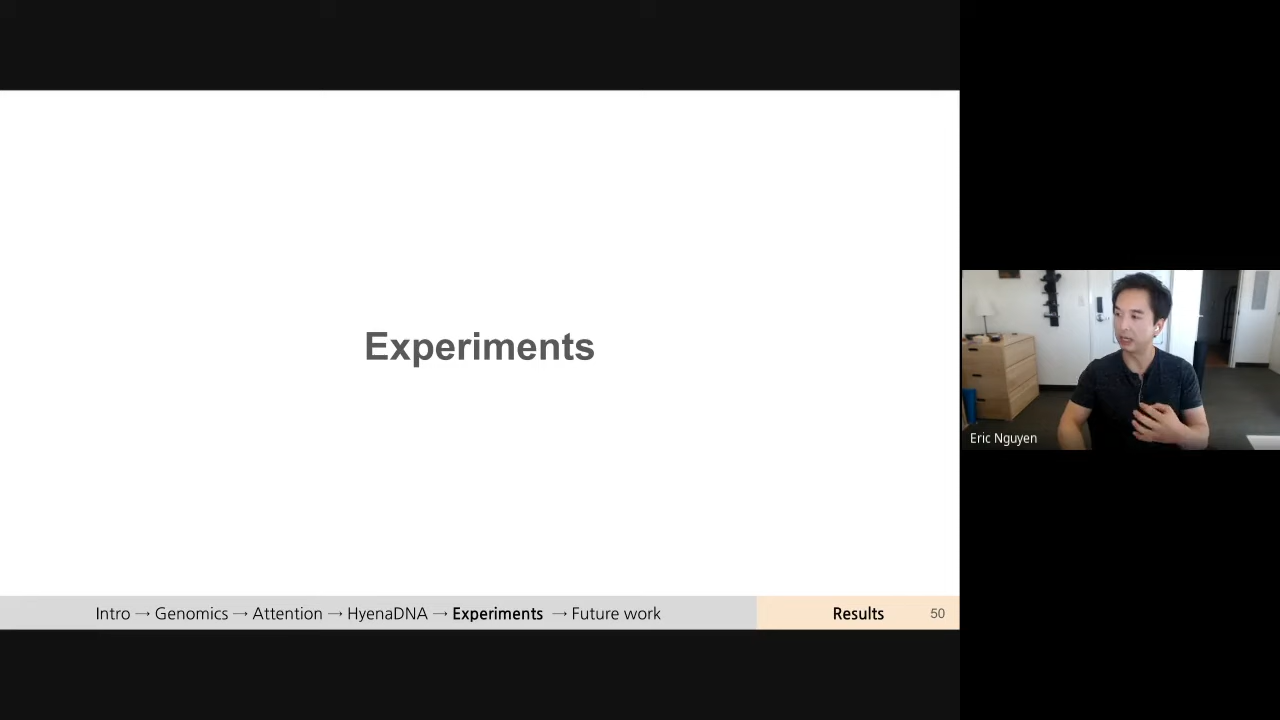 Experiments
Eric Nguyen
Intro → Genomics → Attention → HyenaDNA → Experiments → Future work
Results
50